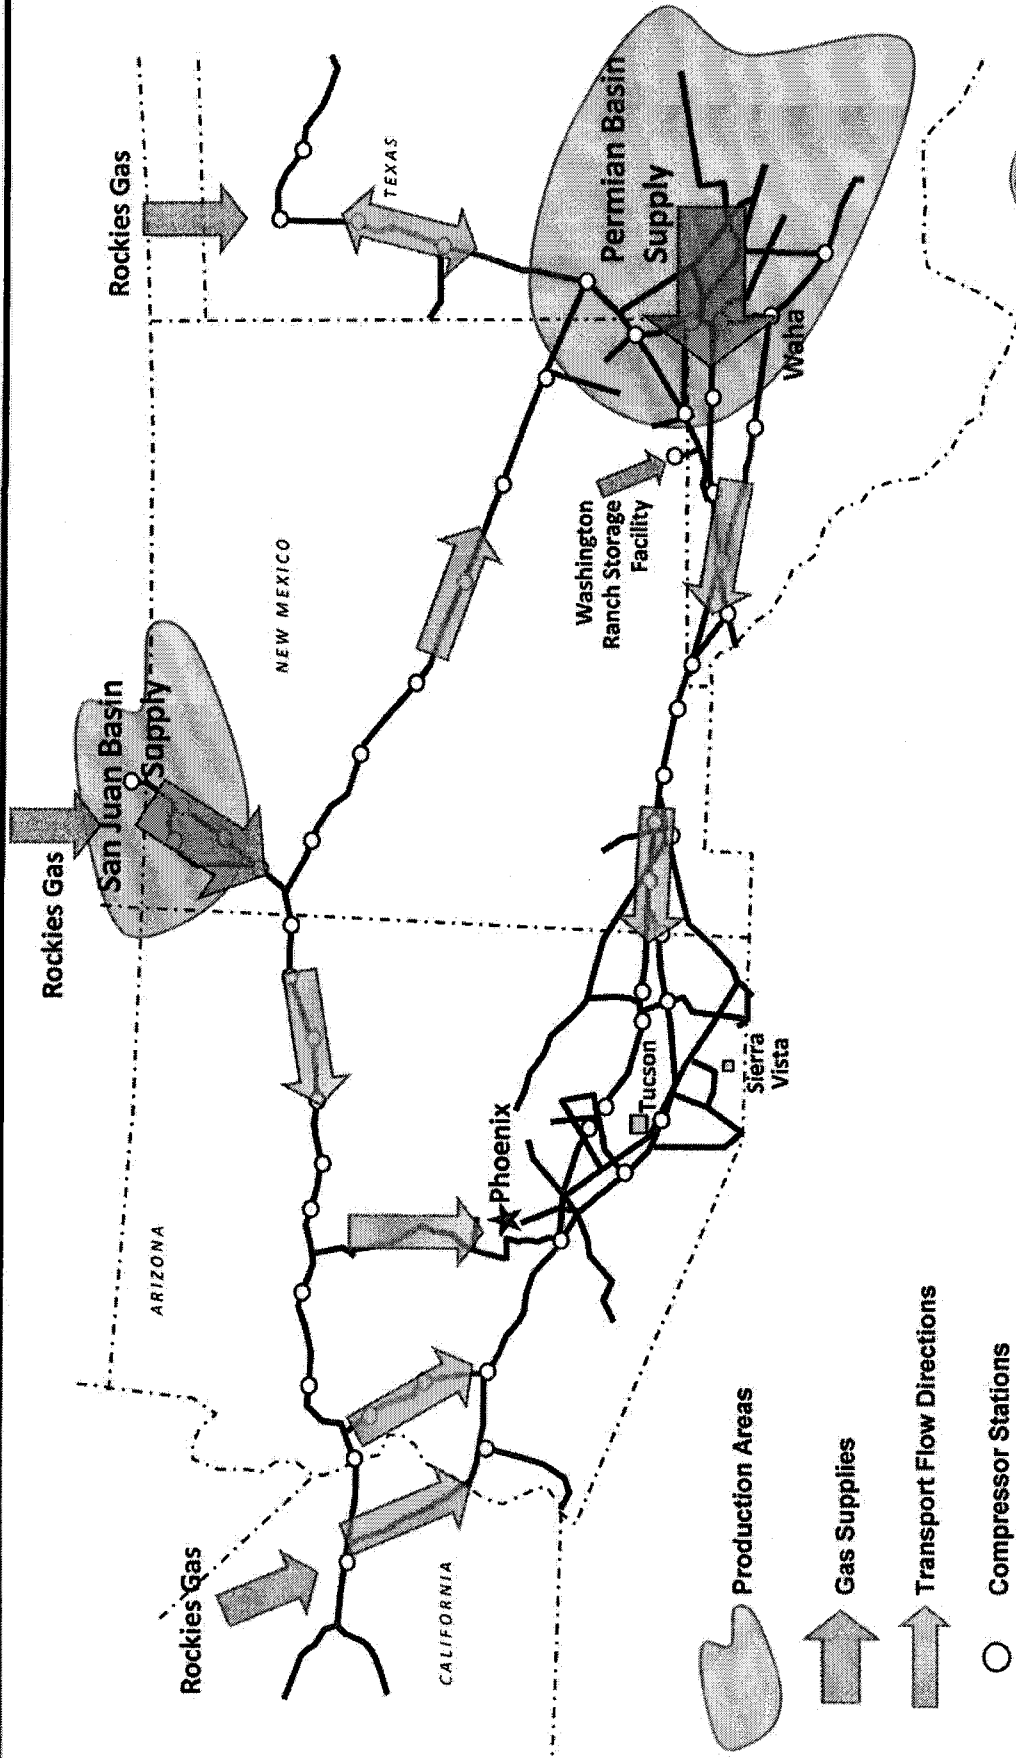 Rockies Gas
San Juan Basin
Supply
Rockies Gas
NEW MEXICO
TEXAS
Permian Basin
Supply
Waha
Washington
Ranch Storage
Facility
ARIZONA
Phoenix
Tucson
Sierra
Vista
Rockies Gas
CALIFORNIA
Production Areas
Gas Supplies
Transport Flow Directions
Compressor Stations